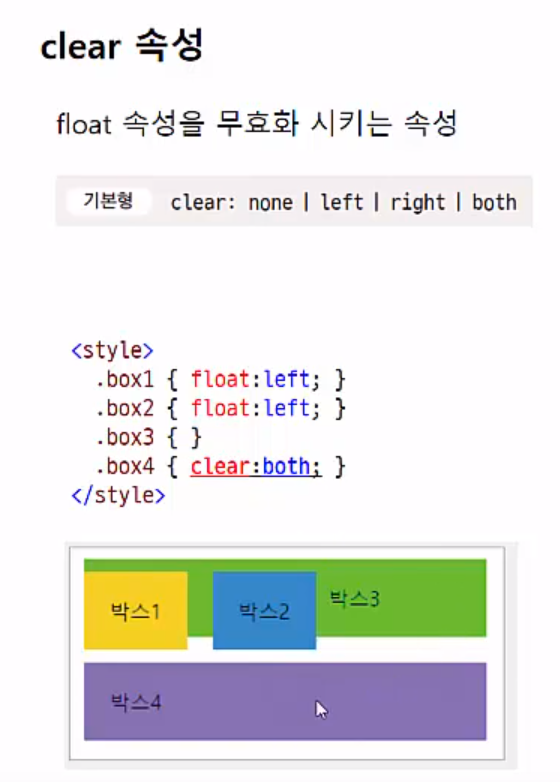 clear 속성
float 속성을 무효화 시키는 속성
기본형 clear: none | left | right | both
<style>
.box1 { float:left; }
.box2 { float:left; }
.box3 { }
.box4 { clear:both; }
</style>
박스1 박스2 박스3
박스4